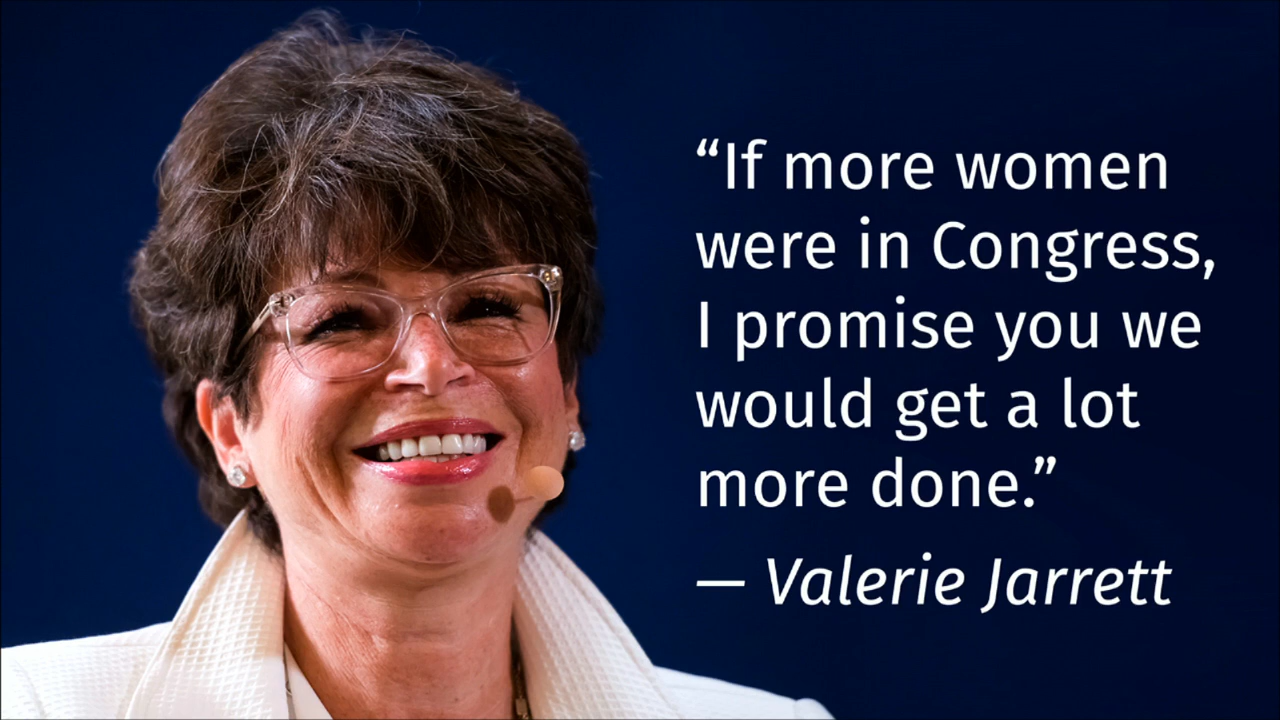 “If more women
were in Congress,
I promise you we
would get a lot
more done.”
— Valerie Jarrett